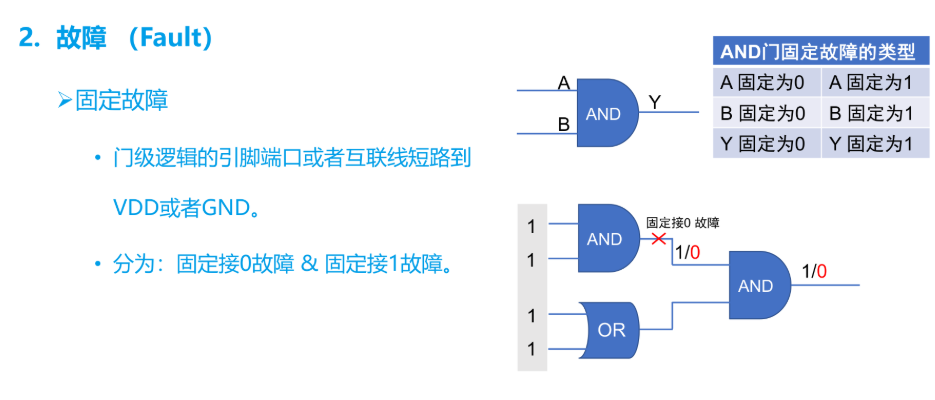 2. 故障 （Fault）
➢固定故障
• 门级逻辑的引脚端口或者互联线短路到
VDD或者GND。
• 分为：固定接0故障 & 固定接1故障。
A
B
AND
Y
AND门固定故障的类型
A 固定为0 A 固定为1
B 固定为0 B 固定为1
Y 固定为0 Y 固定为1
1
1
AND
固定接0 故障
1/0
1
1
OR
AND
1/0